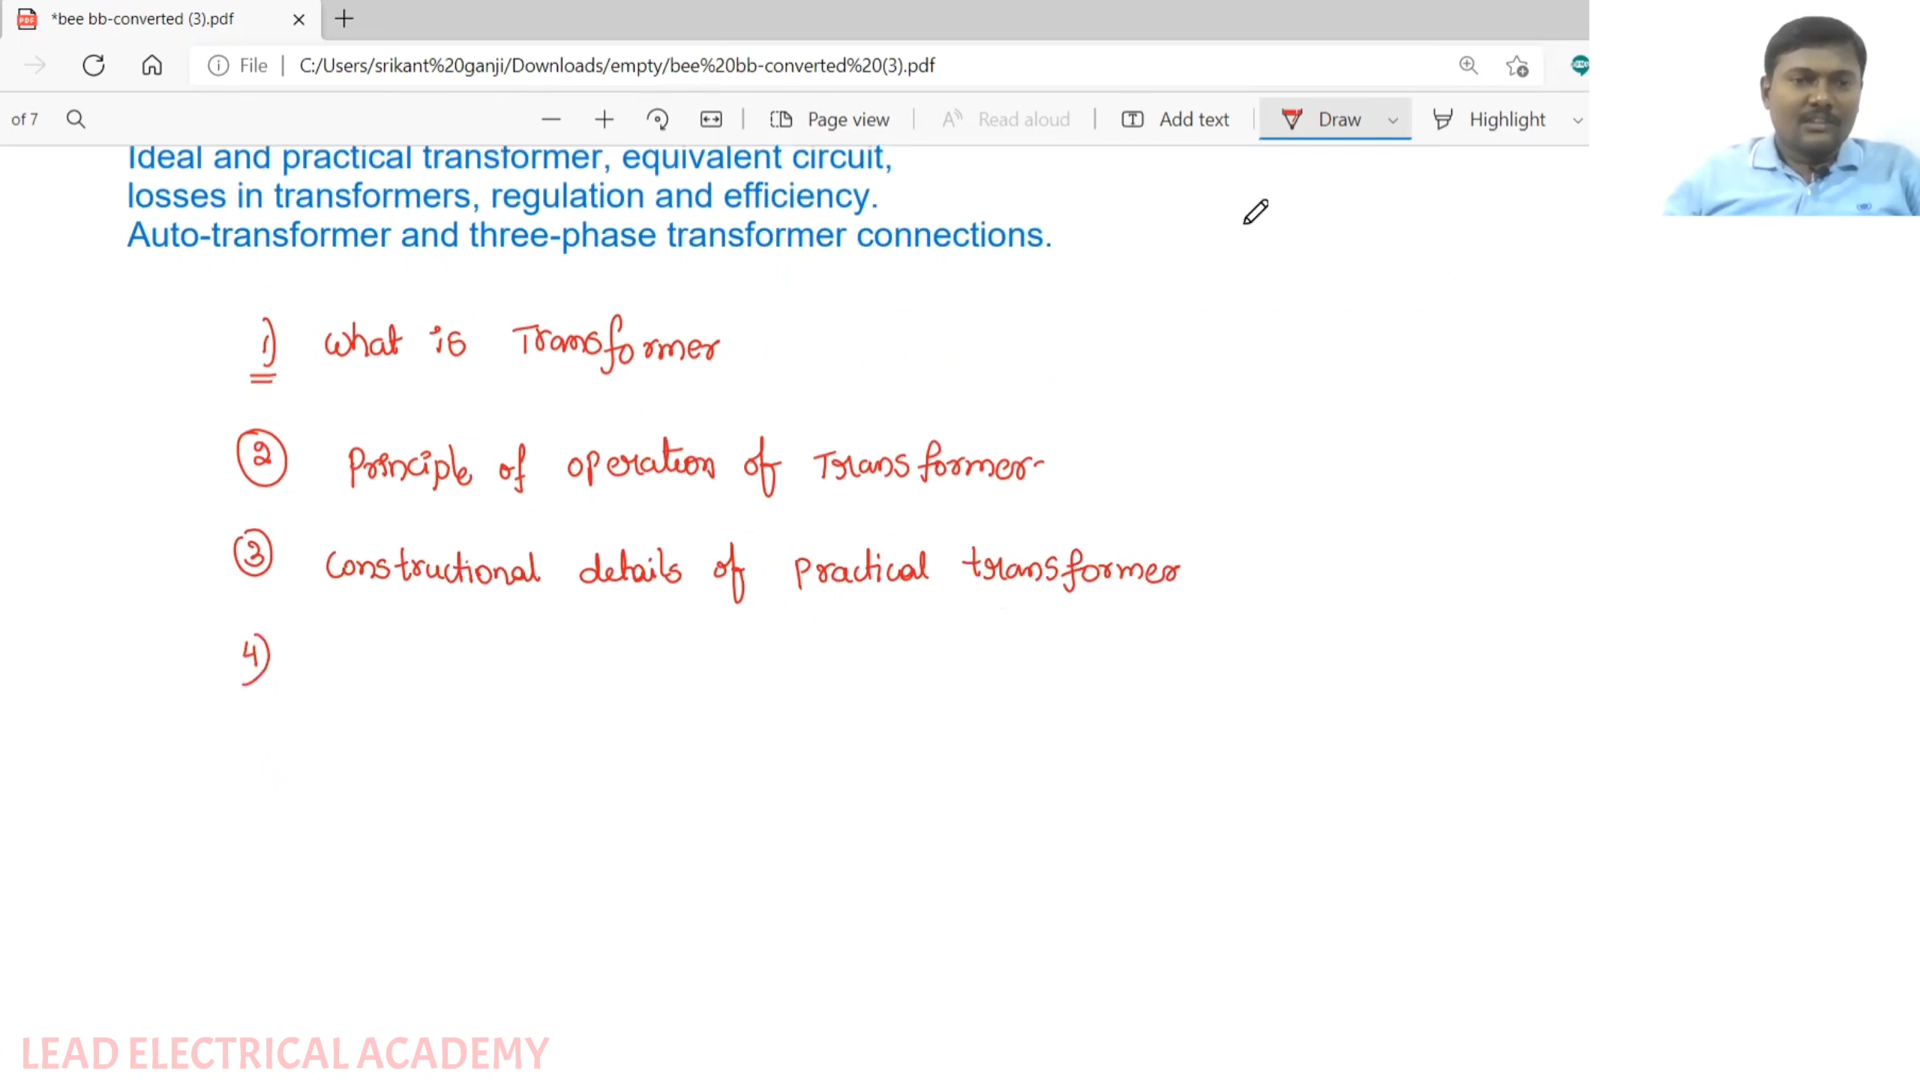 *bee bb-converted (3).pdf
File | C:/Users/srikant%20ganji/Downloads/empty/bee%20bb-converted%20(3).pdf
of 7 Page view Read aloud Add text Draw Highlight
Ideal and practical transformer, equivalent circuit,
losses in transformers, regulation and efficiency.
Auto-transformer and three-phase transformer connections.
1) What is Transformer
2 Principle of operation of Transformer
3 Constructional details of practical transformer
4)
LEAD ELECTRICAL ACADEMY